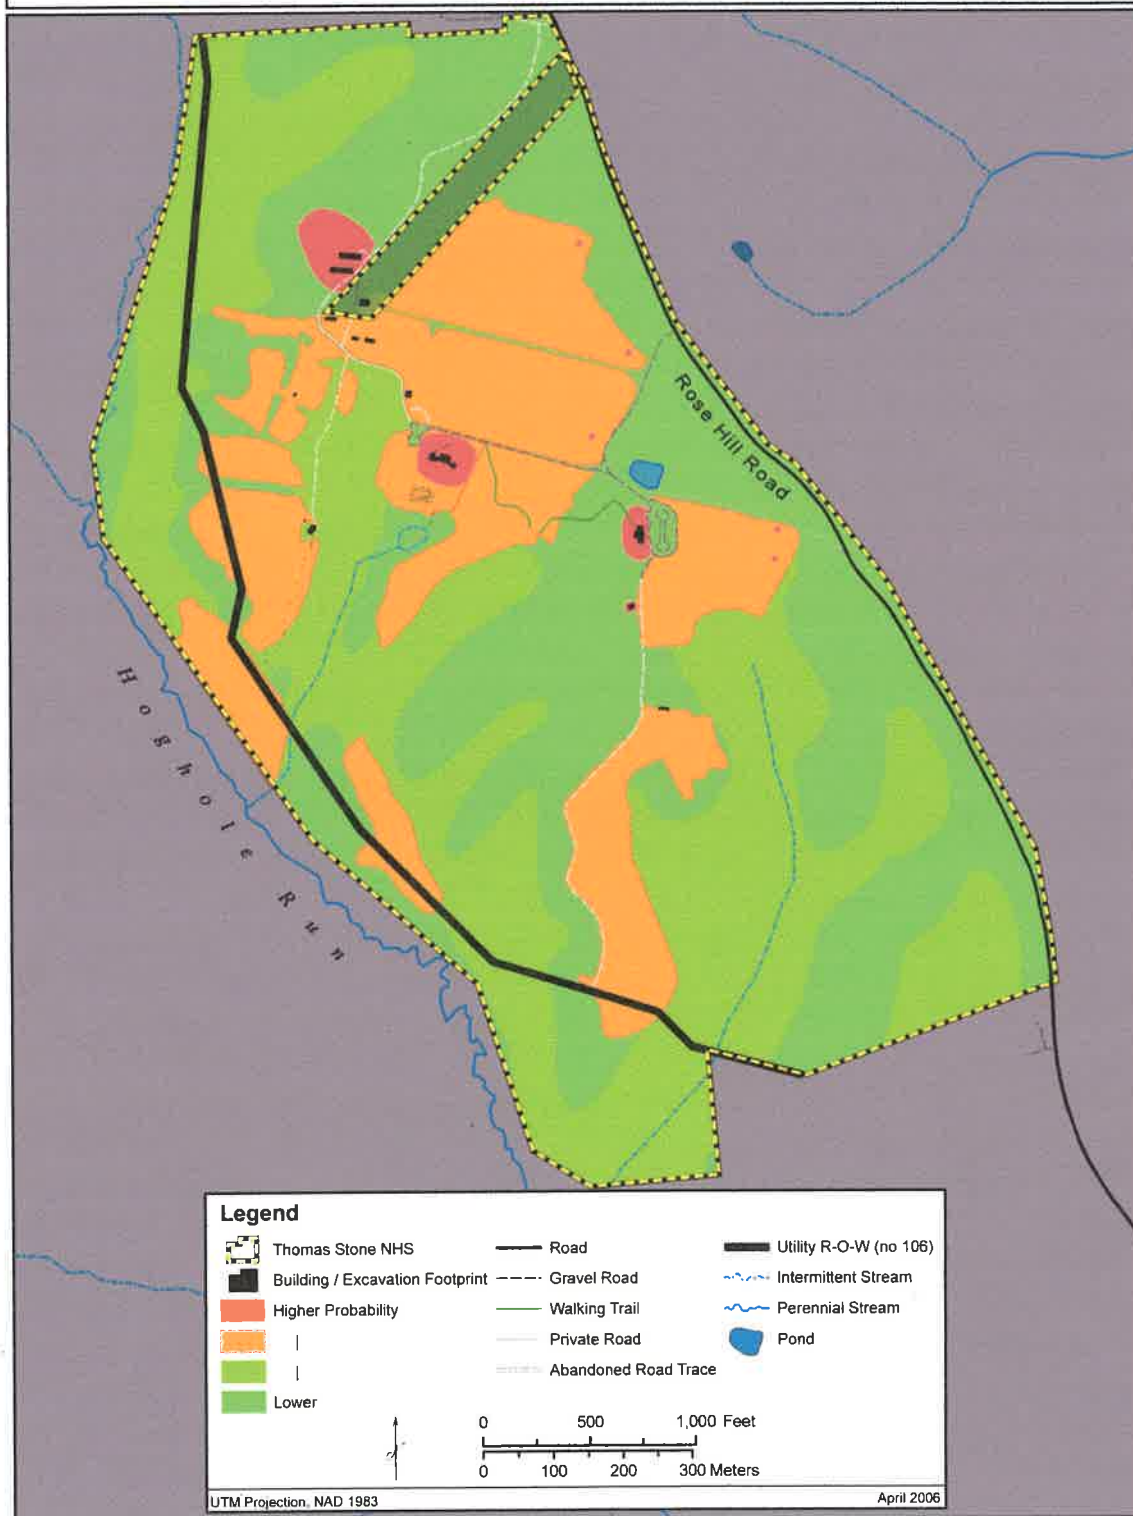 Rose Hill Road
Hoghole Run
Legend
Thomas Stone NHS
Building / Excavation Footprint
Higher Probability
Lower
Road
Gravel Road
Walking Trail
Private Road
Abandoned Road Trace
Utility R-O-W (no 106)
Intermittent Stream
Perennial Stream
Pond
0 500 1,000 Feet
0 100 200 300 Meters
UTM Projection, NAD 1983
April 2006